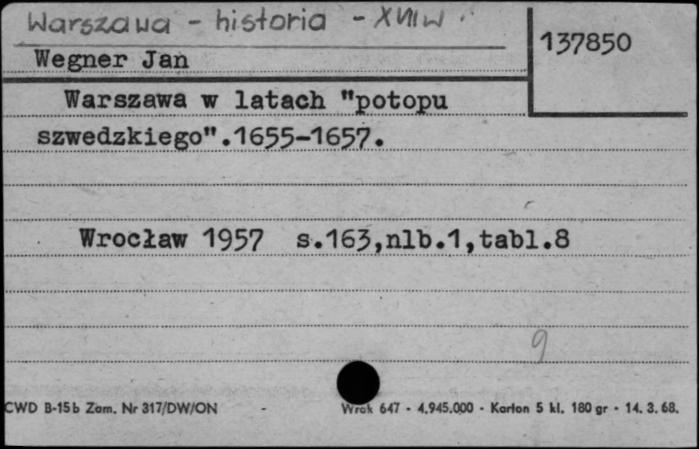 Warszawa - historia - XVII w.
137850
Wegner Jan
Warszawa w latach "potopu
szwedzkiego".1655-1657.
Wrocław 1957 s.163,nlb.1,tabl.8
9
CWD B-15b Zam. Nr 317/DW/ON - Wrak 647 - 4.945.000 - Karton 5 kl. 180 gr - 14. 3. 68.